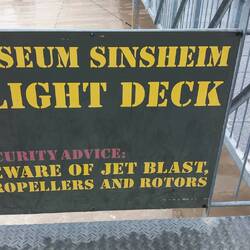 SEUM SINSHEIM
LIGHT DECK
CURITY ADVICE:
EWARE OF JET BLAST,
ROPELLERS AND ROTORS